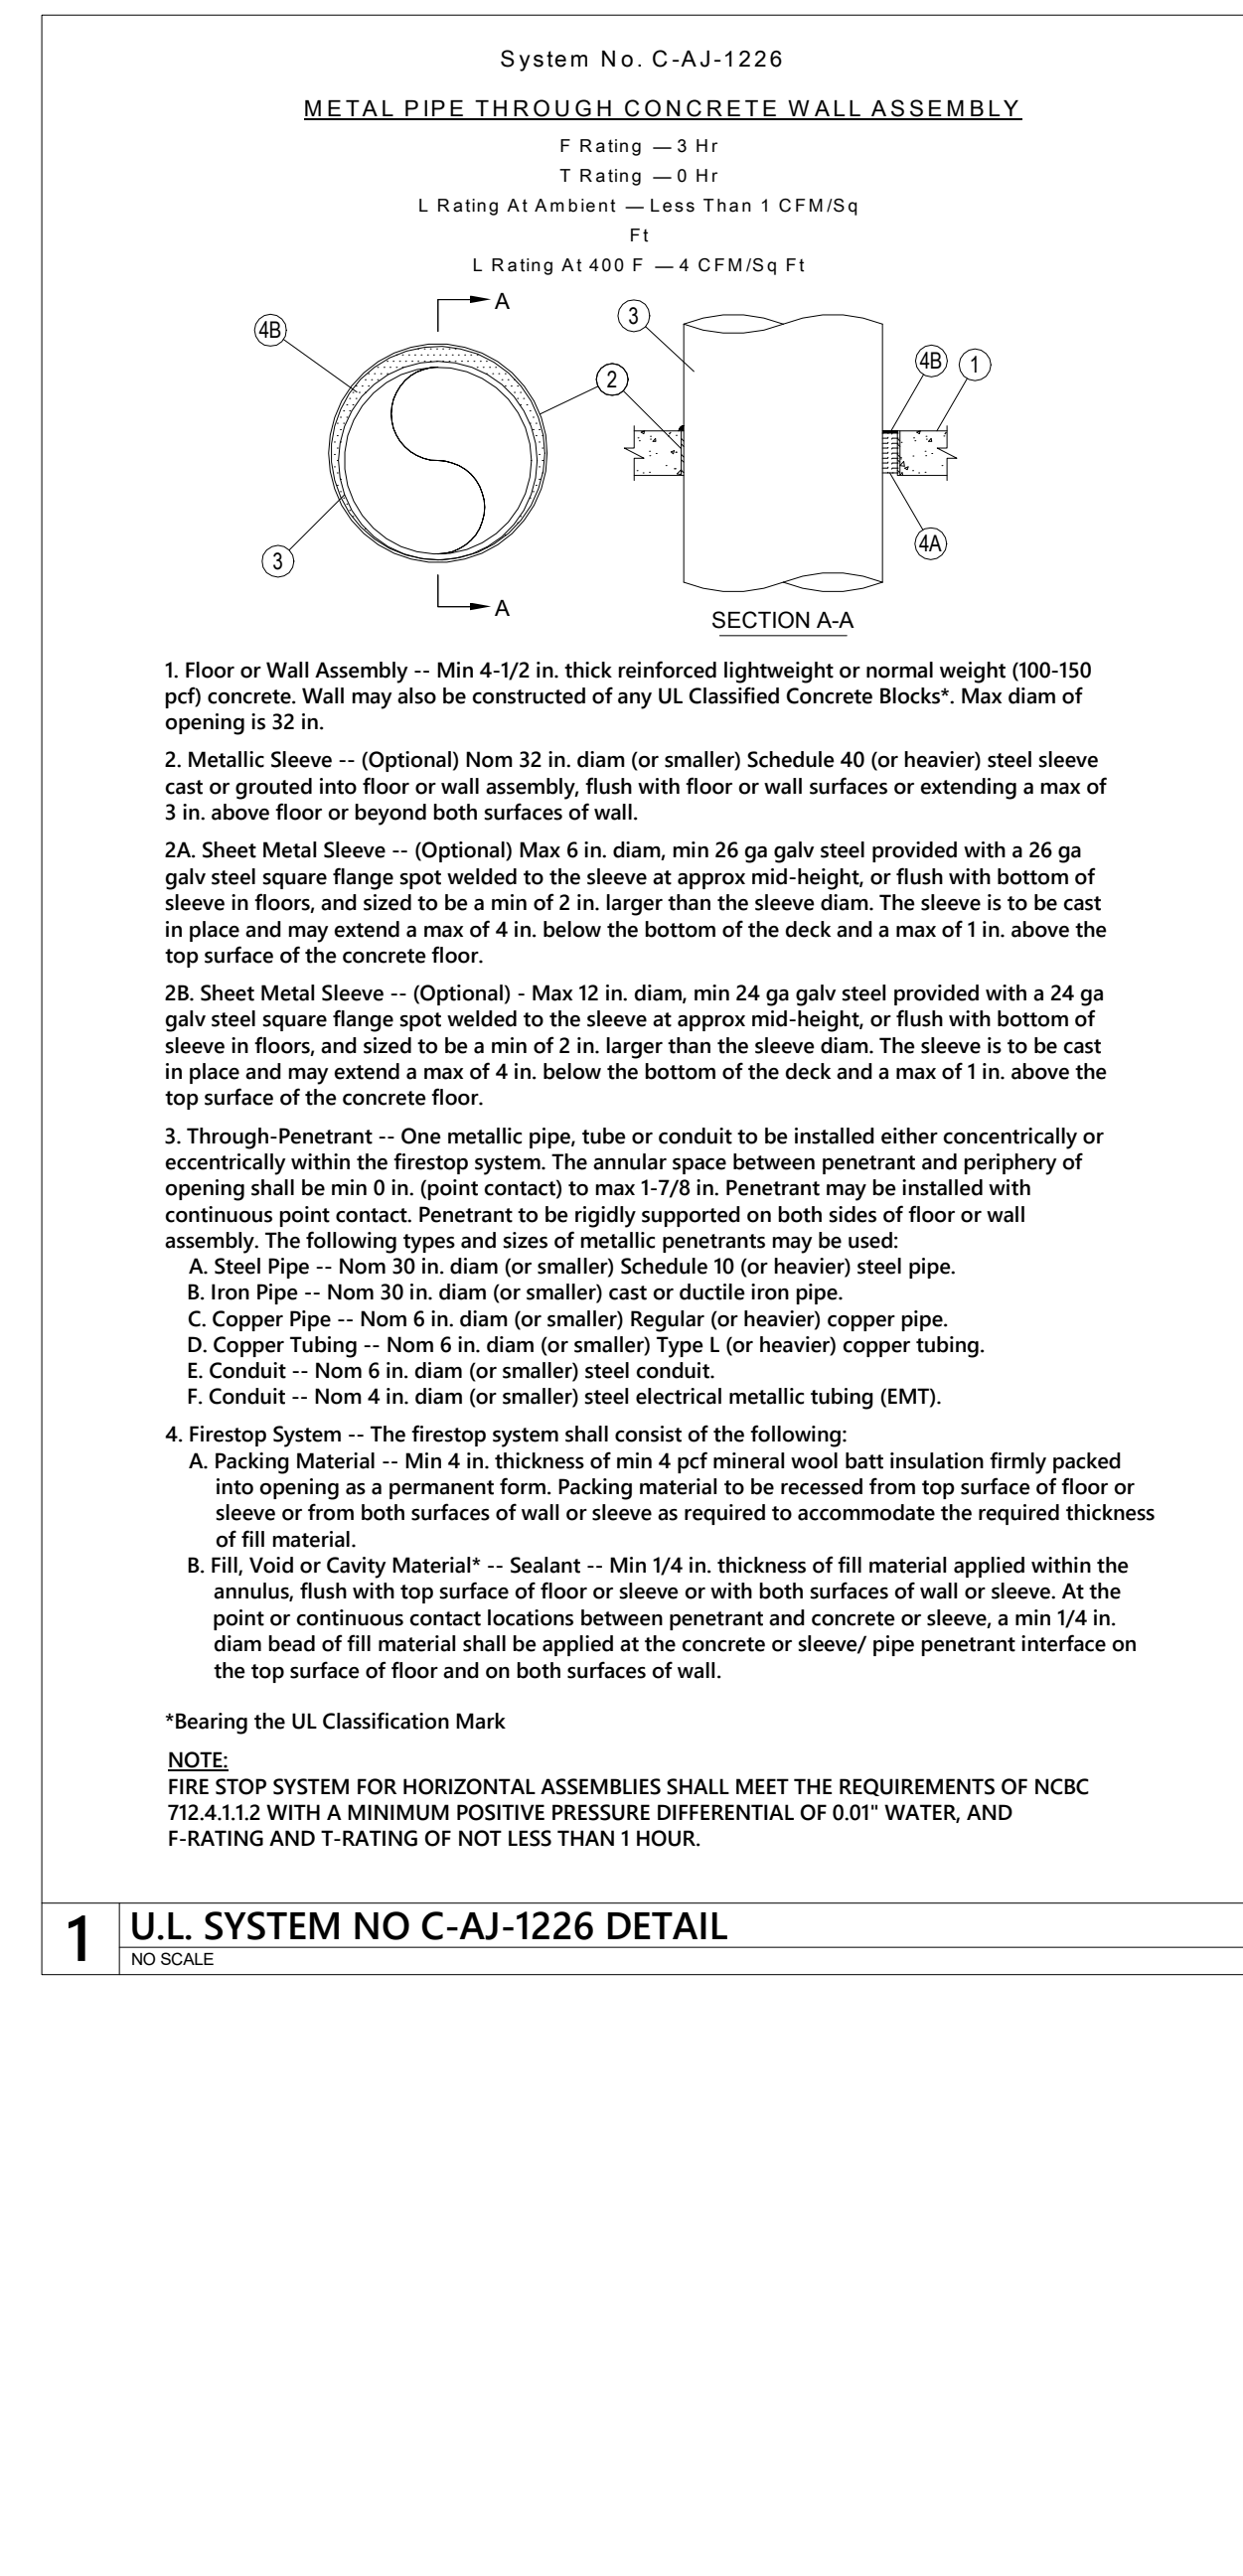 System No. C-AJ-1226
METAL PIPE THROUGH CONCRETE WALL ASSEMBLY
F Rating — 3 Hr
T Rating — 0 Hr
L Rating At Ambient — Less Than 1 CFM/Sq
Ft
L Rating At 400 F — 4 CFM/Sq Ft
A
4B
3
2
4B
1
3
4A
A
SECTION A-A
1. Floor or Wall Assembly -- Min 4-1/2 in. thick reinforced lightweight or normal weight (100-150
pcf) concrete. Wall may also be constructed of any UL Classified Concrete Blocks*. Max diam of
opening is 32 in.
2. Metallic Sleeve -- (Optional) Nom 32 in. diam (or smaller) Schedule 40 (or heavier) steel sleeve
cast or grouted into floor or wall assembly, flush with floor or wall surfaces or extending a max of
3 in. above floor or beyond both surfaces of wall.
2A. Sheet Metal Sleeve -- (Optional) Max 6 in. diam, min 26 ga galv steel provided with a 26 ga
galv steel square flange spot welded to the sleeve at approx mid-height, or flush with bottom of
sleeve in floors, and sized to be a min of 2 in. larger than the sleeve diam. The sleeve is to be cast
in place and may extend a max of 4 in. below the bottom of the deck and a max of 1 in. above the
top surface of the concrete floor.
2B. Sheet Metal Sleeve -- (Optional) - Max 12 in. diam, min 24 ga galv steel provided with a 24 ga
galv steel square flange spot welded to the sleeve at approx mid-height, or flush with bottom of
sleeve in floors, and sized to be a min of 2 in. larger than the sleeve diam. The sleeve is to be cast
in place and may extend a max of 4 in. below the bottom of the deck and a max of 1 in. above the
top surface of the concrete floor.
3. Through-Penetrant -- One metallic pipe, tube or conduit to be installed either concentrically or
eccentrically within the firestop system. The annular space between penetrant and periphery of
opening shall be min 0 in. (point contact) to max 1-7/8 in. Penetrant may be installed with
continuous point contact. Penetrant to be rigidly supported on both sides of floor or wall
assembly. The following types and sizes of metallic penetrants may be used:
A. Steel Pipe -- Nom 30 in. diam (or smaller) Schedule 10 (or heavier) steel pipe.
B. Iron Pipe -- Nom 30 in. diam (or smaller) cast or ductile iron pipe.
C. Copper Pipe -- Nom 6 in. diam (or smaller) Regular (or heavier) copper pipe.
D. Copper Tubing -- Nom 6 in. diam (or smaller) Type L (or heavier) copper tubing.
E. Conduit -- Nom 6 in. diam (or smaller) steel conduit.
F. Conduit -- Nom 4 in. diam (or smaller) steel electrical metallic tubing (EMT).
4. Firestop System -- The firestop system shall consist of the following:
A. Packing Material -- Min 4 in. thickness of min 4 pcf mineral wool batt insulation firmly packed
into opening as a permanent form. Packing material to be recessed from top surface of floor or
sleeve or from both surfaces of wall or sleeve as required to accommodate the required thickness
of fill material.
B. Fill, Void or Cavity Material* -- Sealant -- Min 1/4 in. thickness of fill material applied within the
annulus, flush with top surface of floor or sleeve or with both surfaces of wall or sleeve. At the
point or continuous contact locations between penetrant and concrete or sleeve, a min 1/4 in.
diam bead of fill material shall be applied at the concrete or sleeve/ pipe penetrant interface on
the top surface of floor and on both surfaces of wall.
*Bearing the UL Classification Mark
NOTE:
FIRE STOP SYSTEM FOR HORIZONTAL ASSEMBLIES SHALL MEET THE REQUIREMENTS OF NCBC
712.4.1.1.2 WITH A MINIMUM POSITIVE PRESSURE DIFFERENTIAL OF 0.01" WATER, AND
F-RATING AND T-RATING OF NOT LESS THAN 1 HOUR.
1
U.L. SYSTEM NO C-AJ-1226 DETAIL
NO SCALE